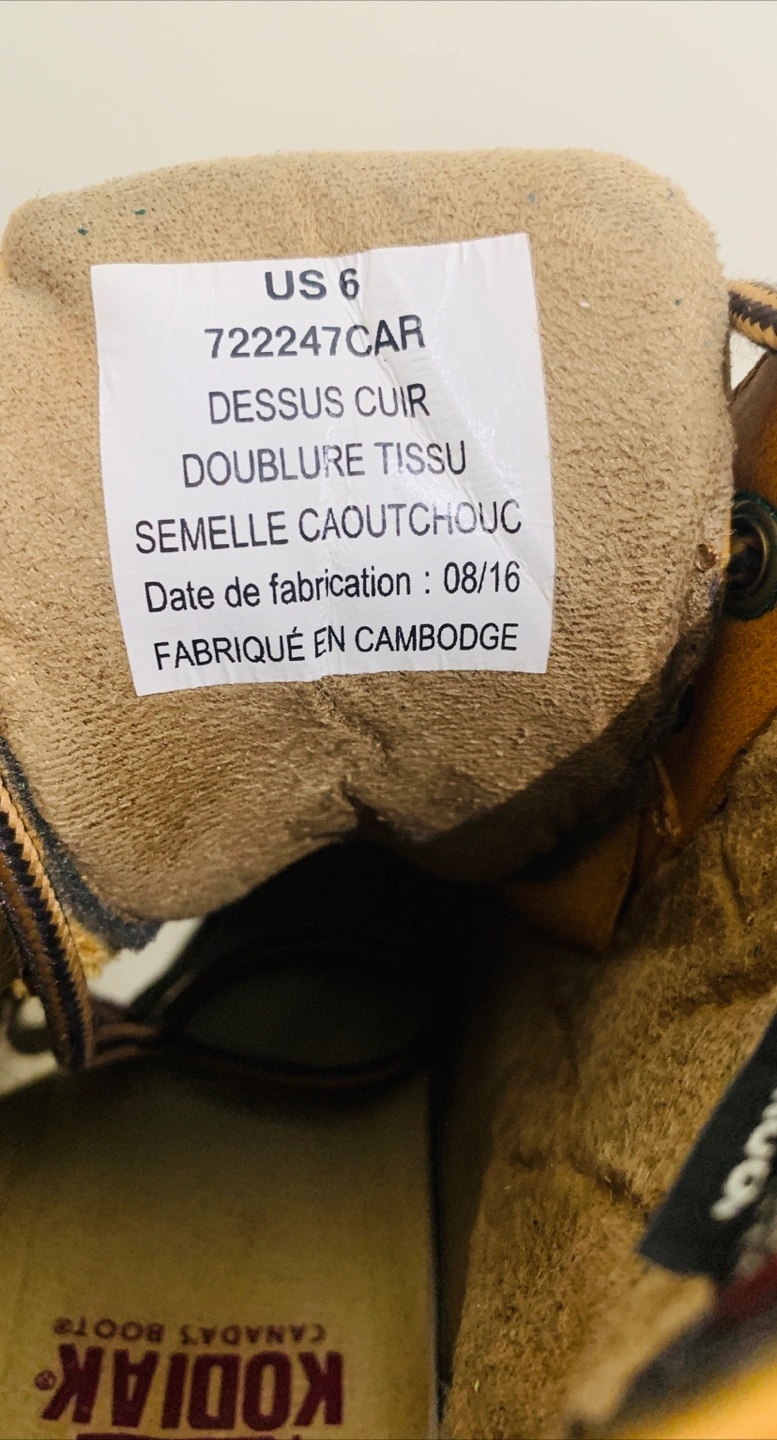 US 6
722247CAR
DESSUS CUIR
DOUBLURE TISSU
SEMELLE CAOUTCHOUC
Date de fabrication : 08/16
FABRIQUÉ EN CAMBODGE
KODIAK®
CANADA'S BOOT®